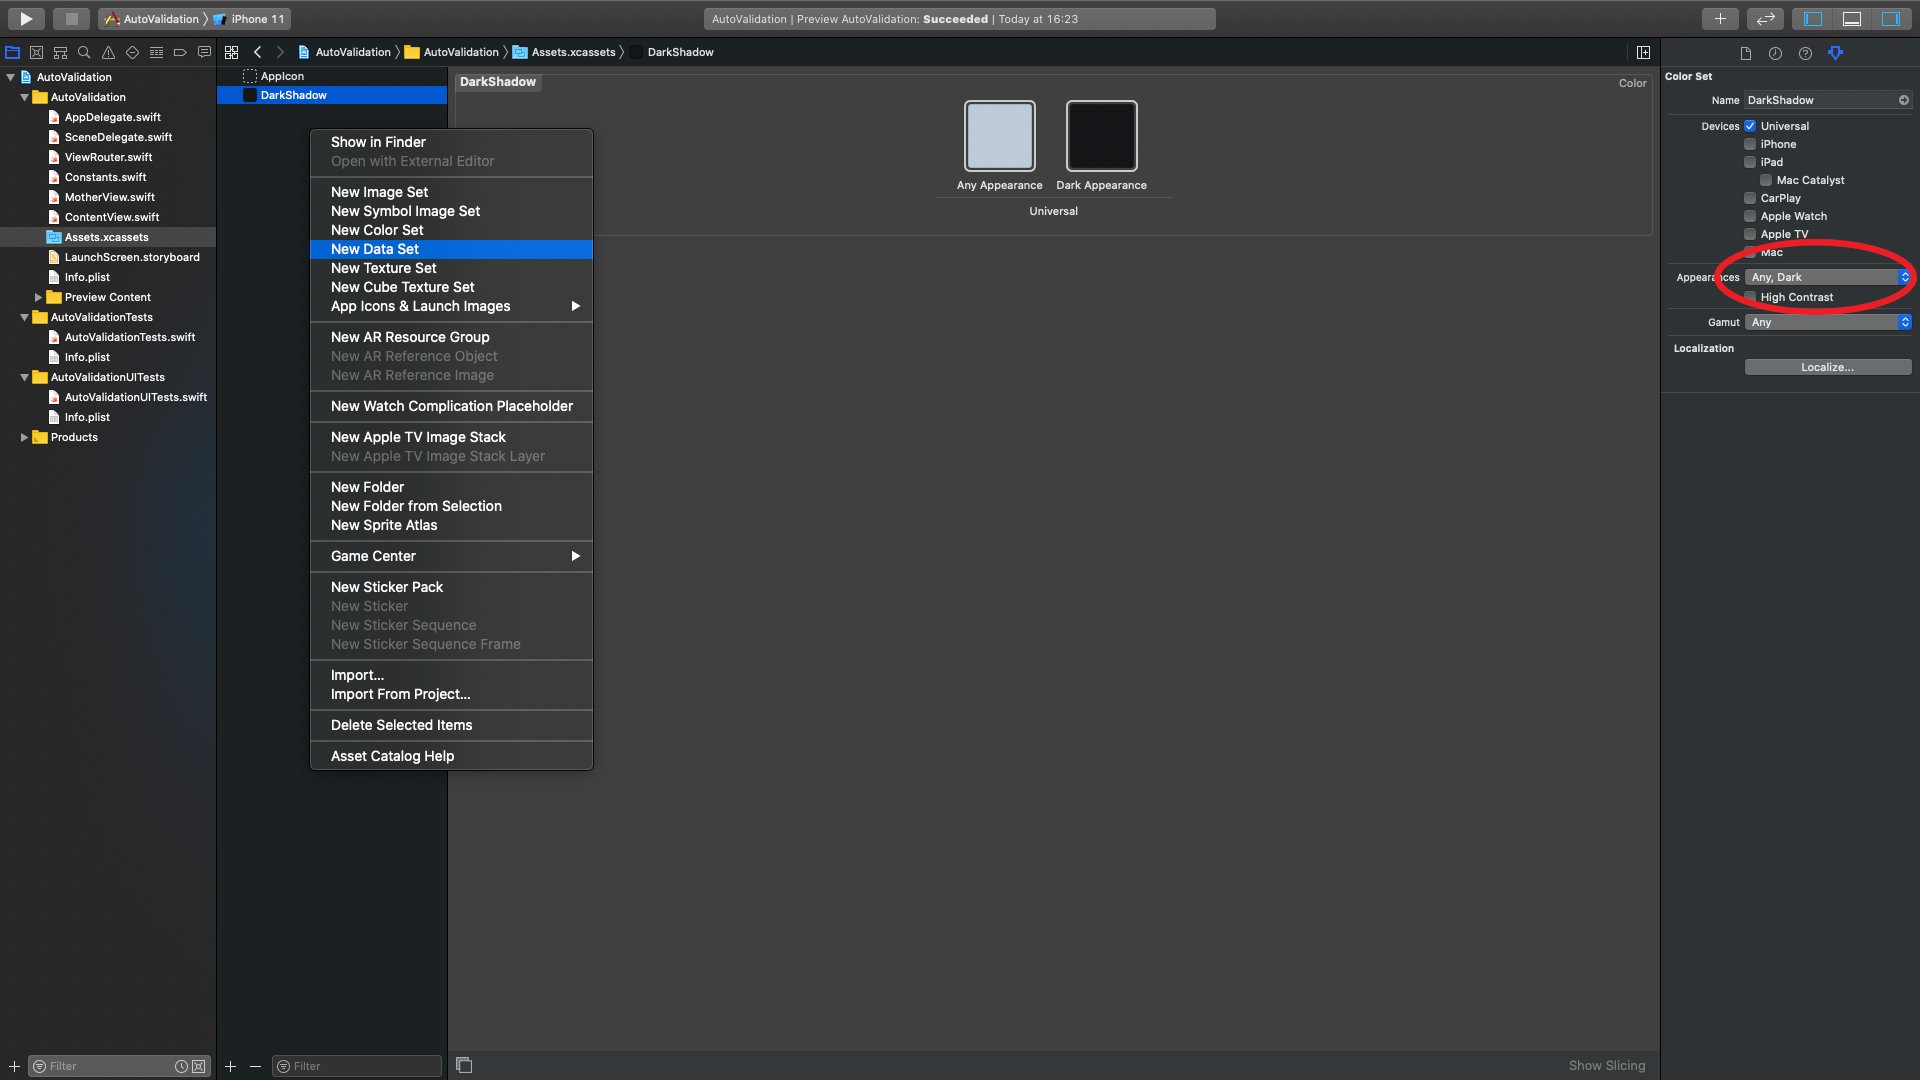 AutoValidation
iPhone 11
AutoValidation | Preview AutoValidation: Succeeded | Today at 16:23
AutoValidation
AutoValidation
Assets.xcassets
DarkShadow
AutoValidation
AutoValidation
AppDelegate.swift
SceneDelegate.swift
ViewRouter.swift
Constants.swift
MotherView.swift
ContentView.swift
Assets.xcassets
LaunchScreen.storyboard
Info.plist
Preview Content
AutoValidationTests
AutoValidationTests.swift
Info.plist
AutoValidationUITests
AutoValidationUITests.swift
Info.plist
Products
Filter
AppIcon
DarkShadow
Show in Finder
Open with External Editor
New Image Set
New Symbol Image Set
New Color Set
New Data Set
New Texture Set
New Cube Texture Set
App Icons & Launch Images
New AR Resource Group
New AR Reference Object
New AR Reference Image
New Watch Complication Placeholder
New Apple TV Image Stack
New Apple TV Image Stack Layer
New Folder
New Folder from Selection
New Sprite Atlas
Game Center
New Sticker Pack
New Sticker
New Sticker Sequence
New Sticker Sequence Frame
Import...
Import From Project...
Delete Selected Items
Asset Catalog Help
Filter
DarkShadow
Color
Any Appearance
Dark Appearance
Universal
Show Slicing
Color Set
Name DarkShadow
Devices Universal
iPhone
iPad
Mac Catalyst
CarPlay
Apple Watch
Apple TV
Mac
Appearances Any, Dark
High Contrast
Gamut Any
Localization
Localize...